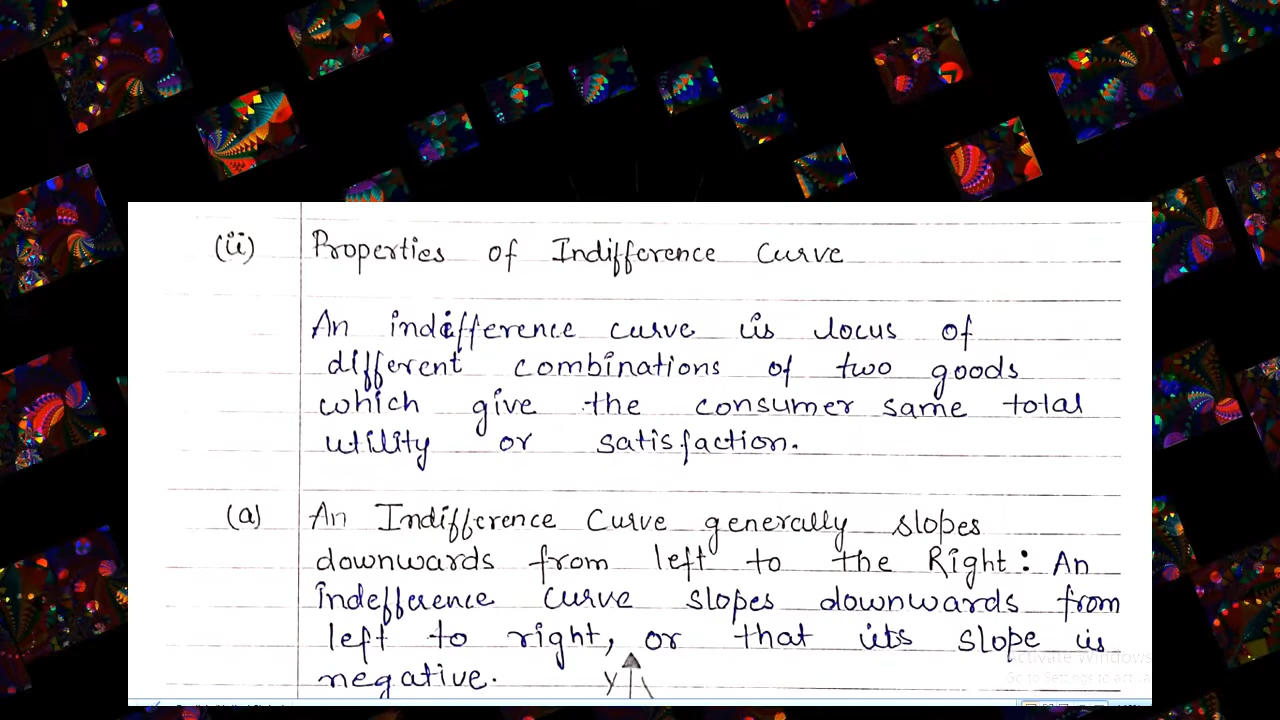 (ii) Properties of Indifference Curve
An indifference curve is locus of
different combinations of two goods
which give the consumer same total
utility or satisfaction.
(a) An Indifference Curve generally slopes
downwards from left to the Right: An
indefference curve slopes downwards from
left to right, or that its slope is
negative.
Y
Activate Windows